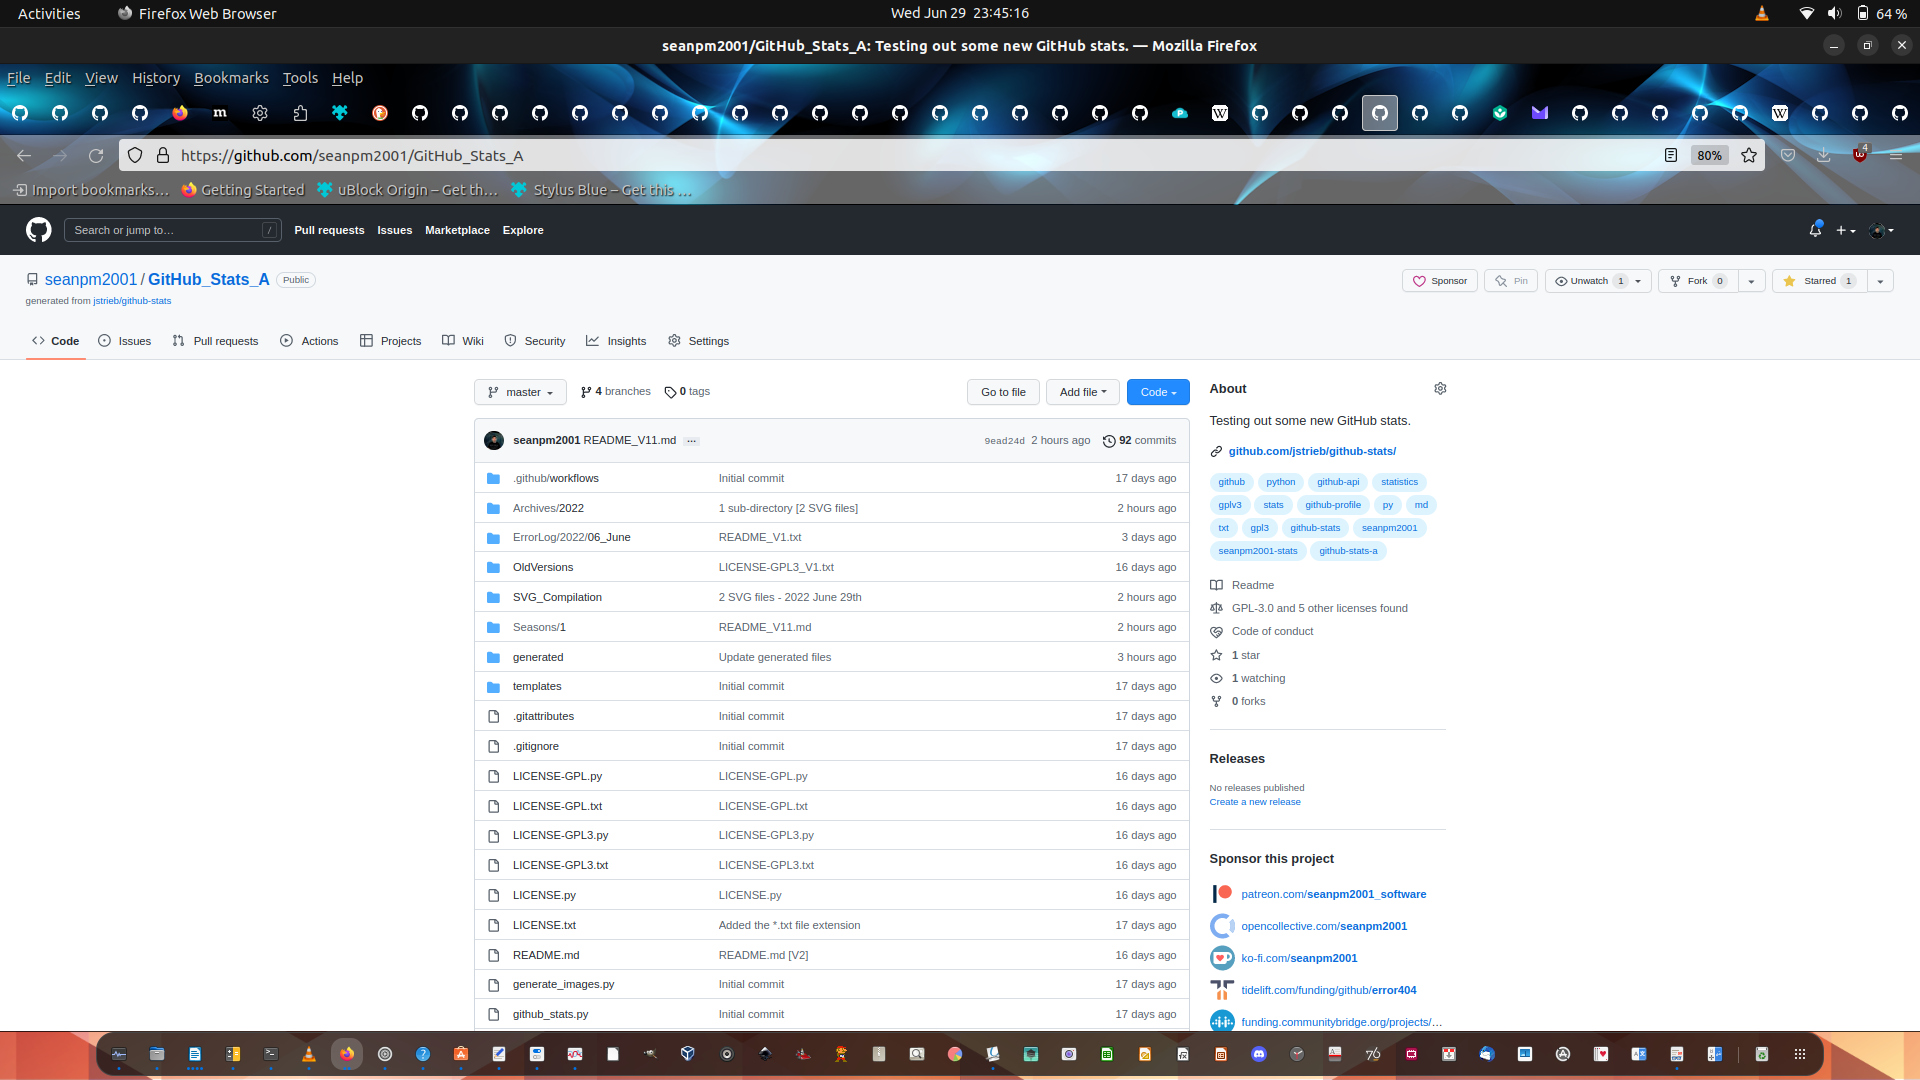 Activities
Firefox Web Browser
Wed Jun 29 23:45:16
64 %
seanpm2001/GitHub_Stats_A: Testing out some new GitHub stats. — Mozilla Firefox
File Edit View History Bookmarks Tools Help
https://github.com/seanpm2001/GitHub_Stats_A
80%
4
Import bookmarks...
Getting Started
uBlock Origin – Get th...
Stylus Blue – Get this ...
Search or jump to...
/
Pull requests
Issues
Marketplace
Explore
seanpm2001 / GitHub_Stats_A
Public
generated from jstrieb/github-stats
Sponsor
Pin
Unwatch 1
Fork 0
Starred 1
Code
Issues
Pull requests
Actions
Projects
Wiki
Security
Insights
Settings
master
4 branches
0 tags
Go to file
Add file
Code
seanpm2001 README_V11.md ...
9ead24d 2 hours ago
92 commits
.github/workflows Initial commit 17 days ago
Archives/2022 1 sub-directory [2 SVG files] 2 hours ago
ErrorLog/2022/06_June README_V1.txt 3 days ago
OldVersions LICENSE-GPL3_V1.txt 16 days ago
SVG_Compilation 2 SVG files - 2022 June 29th 2 hours ago
Seasons/1 README_V11.md 2 hours ago
generated Update generated files 3 hours ago
templates Initial commit 17 days ago
.gitattributes Initial commit 17 days ago
.gitignore Initial commit 17 days ago
LICENSE-GPL.py LICENSE-GPL.py 16 days ago
LICENSE-GPL.txt LICENSE-GPL.txt 16 days ago
LICENSE-GPL3.py LICENSE-GPL3.py 16 days ago
LICENSE-GPL3.txt LICENSE-GPL3.txt 16 days ago
LICENSE.py LICENSE.py 16 days ago
LICENSE.txt Added the *.txt file extension 17 days ago
README.md README.md [V2] 16 days ago
generate_images.py Initial commit 17 days ago
github_stats.py Initial commit 17 days ago
About
Testing out some new GitHub stats.
github.com/jstrieb/github-stats/
github python github-api statistics
gplv3 stats github-profile py md
txt gpl3 github-stats seanpm2001
seanpm2001-stats github-stats-a
Readme
GPL-3.0 and 5 other licenses found
Code of conduct
1 star
1 watching
0 forks
Releases
No releases published
Create a new release
Sponsor this project
patreon.com/seanpm2001_software
opencollective.com/seanpm2001
ko-fi.com/seanpm2001
tidelift.com/funding/github/error404
funding.communitybridge.org/projects/...